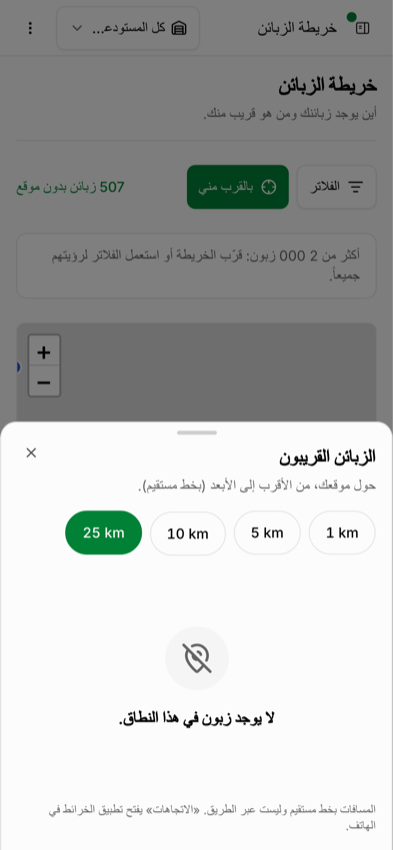 خريطة الزبائن
كل المستودعـ...
خريطة الزبائن
أين يوجد زبائنك ومن هو قريب منك.
الفلاتر
بالقرب مني
507 زبائن بدون موقع
أكثر من 2 000 زبون: قرّب الخريطة أو استعمل الفلاتر لرؤيتهم
جميعاً.
+
−
الزبائن القريبون
حول موقعك، من الأقرب إلى الأبعد (بخط مستقيم).
1 km
5 km
10 km
25 km
لا يوجد زبون في هذا النطاق.
المسافات بخط مستقيم وليست عبر الطريق. «الاتجاهات» يفتح تطبيق الخرائط في
الهاتف.